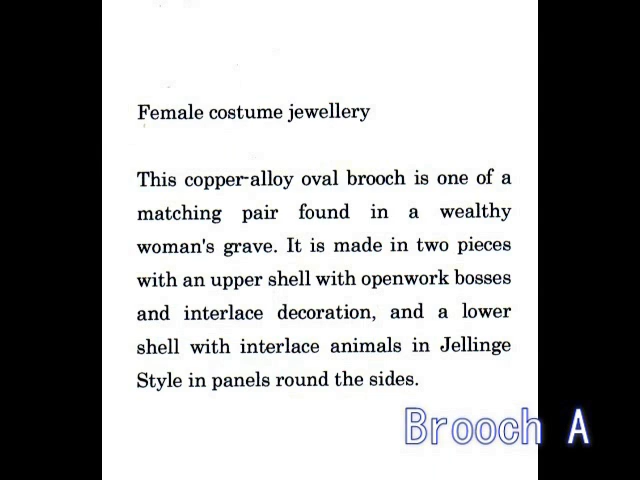 Female costume jewellery
This copper-alloy oval brooch is one of a
matching pair found in a wealthy
woman's grave. It is made in two pieces
with an upper shell with openwork bosses
and interlace decoration, and a lower
shell with interlace animals in Jellinge
Style in panels round the sides.
Brooch A